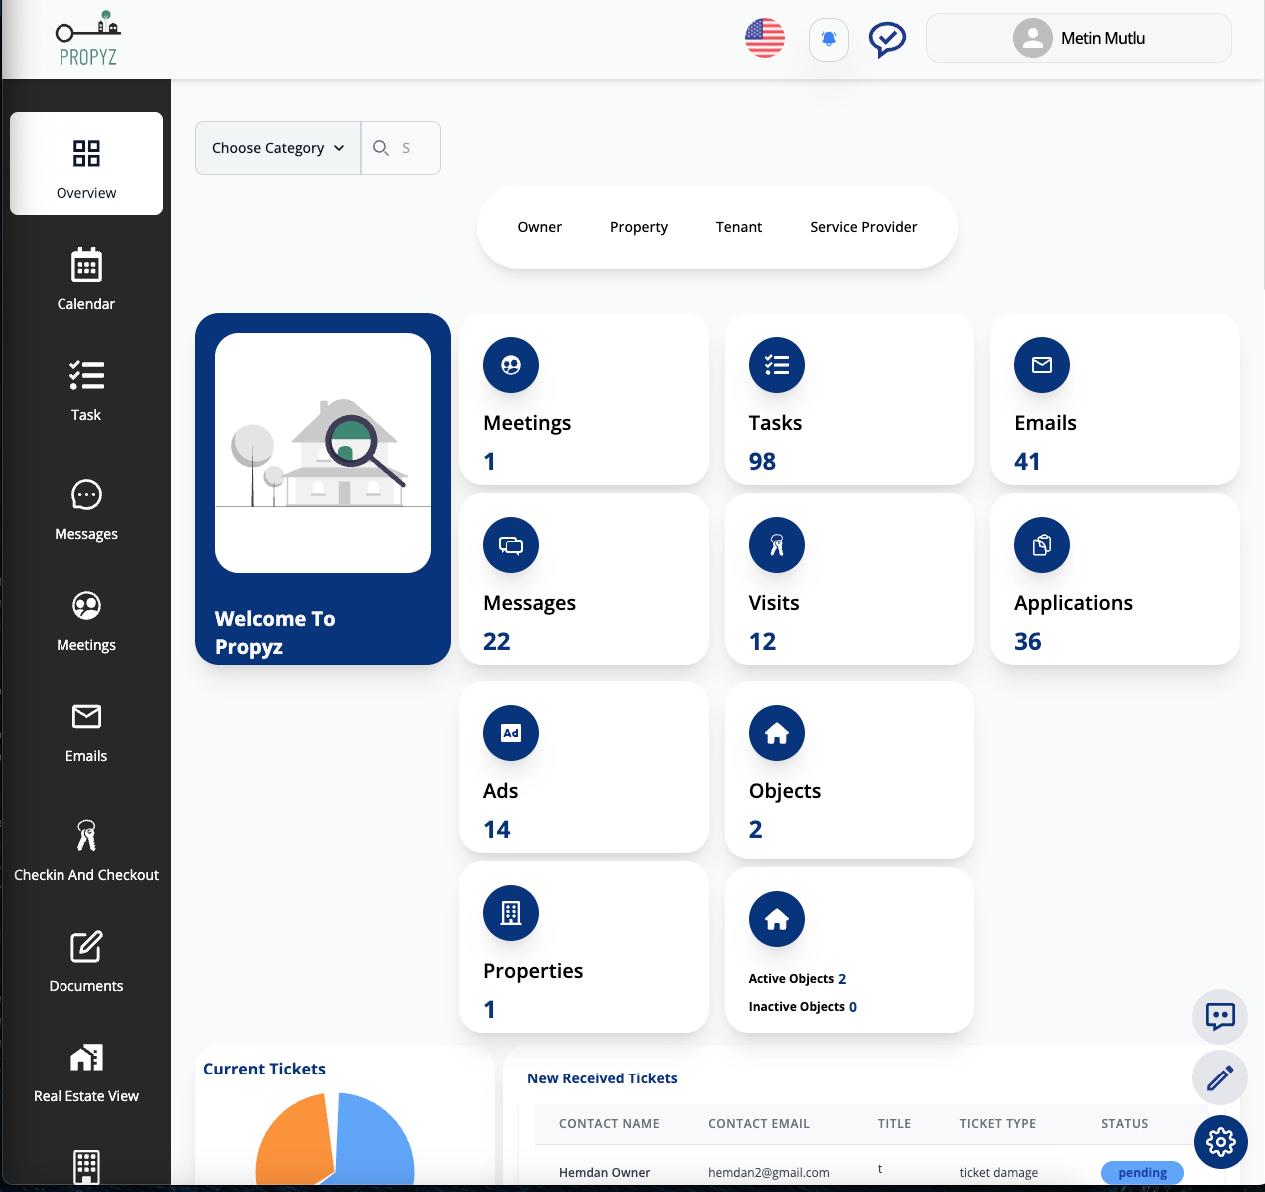 PROPYZ
Metin Mutlu
Overview
Calendar
Task
Messages
Meetings
Emails
Checkin And Checkout
Documents
Real Estate View
Choose Category
S
Owner
Property
Tenant
Service Provider
Welcome To
Propyz
Meetings
1
Tasks
98
Emails
41
Messages
22
Visits
12
Applications
36
Ad
Ads
14
Objects
2
Properties
1
Active Objects 2
Inactive Objects 0
Current Tickets
New Received Tickets
CONTACT NAME CONTACT EMAIL TITLE TICKET TYPE STATUS
Hemdan Owner hemdan2@gmail.com t ticket damage pending